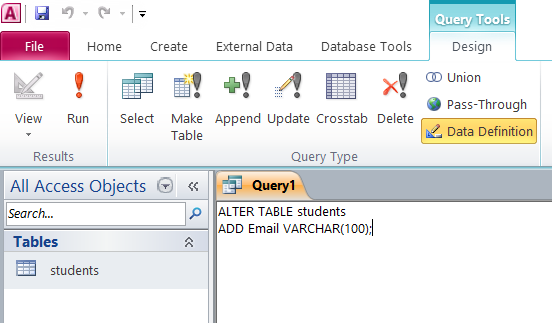 Query Tools
File
Home
Create
External Data
Database Tools
Design
View
Run
Select
Make Table
Append
Update
Crosstab
Delete
Union
Pass-Through
Data Definition
Results
Query Type
All Access Objects
Query1
Search...
Tables
students
ALTER TABLE students
ADD Email VARCHAR(100);